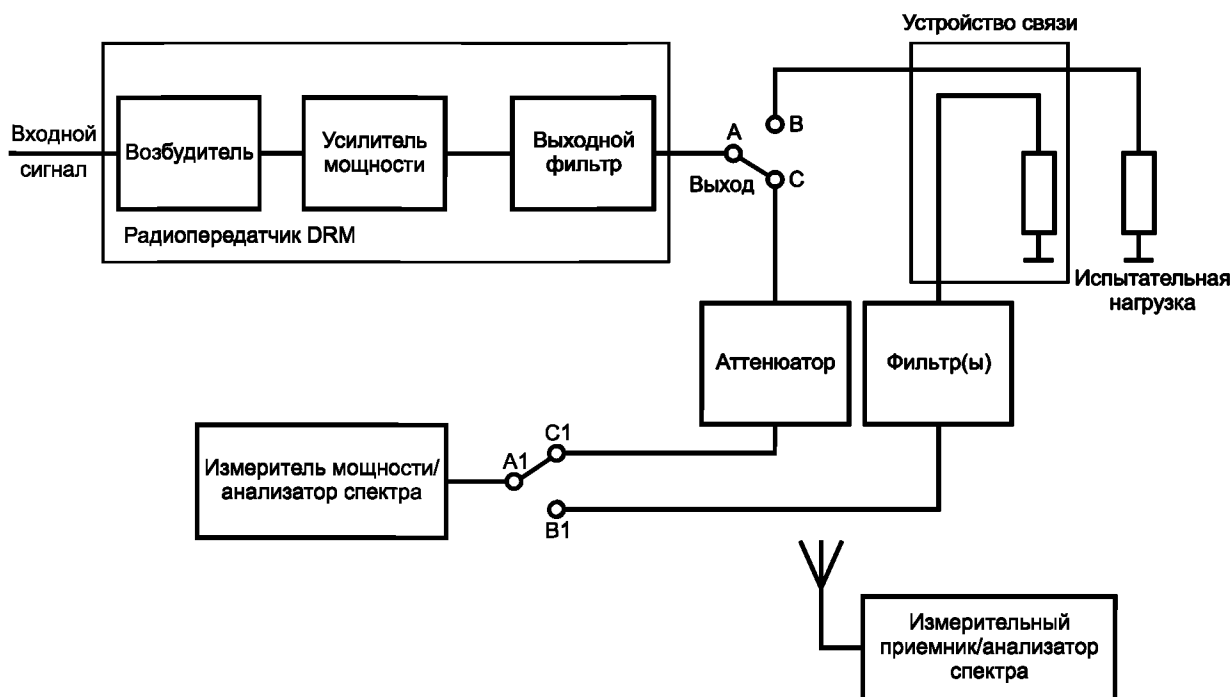 Устройство связи
Входной
сигнал
Возбудитель
Усилитель
мощности
Выходной
фильтр
Радиопередатчик DRM
A
B
Выход
C
Испытательная
нагрузка
Аттенюатор
Фильтр(ы)
Измеритель мощности/
анализатор спектра
A1
C1
B1
Измерительный
приемник/анализатор
спектра